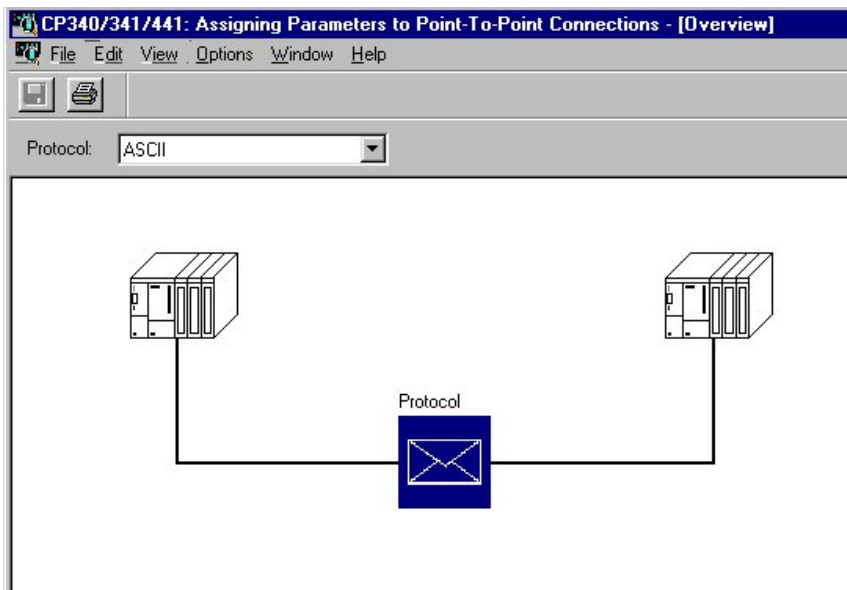 CP340/341/441: Assigning Parameters to Point-To-Point Connections - [Overview]
File Edit View Options Window Help
Protocol: ASCII
Protocol